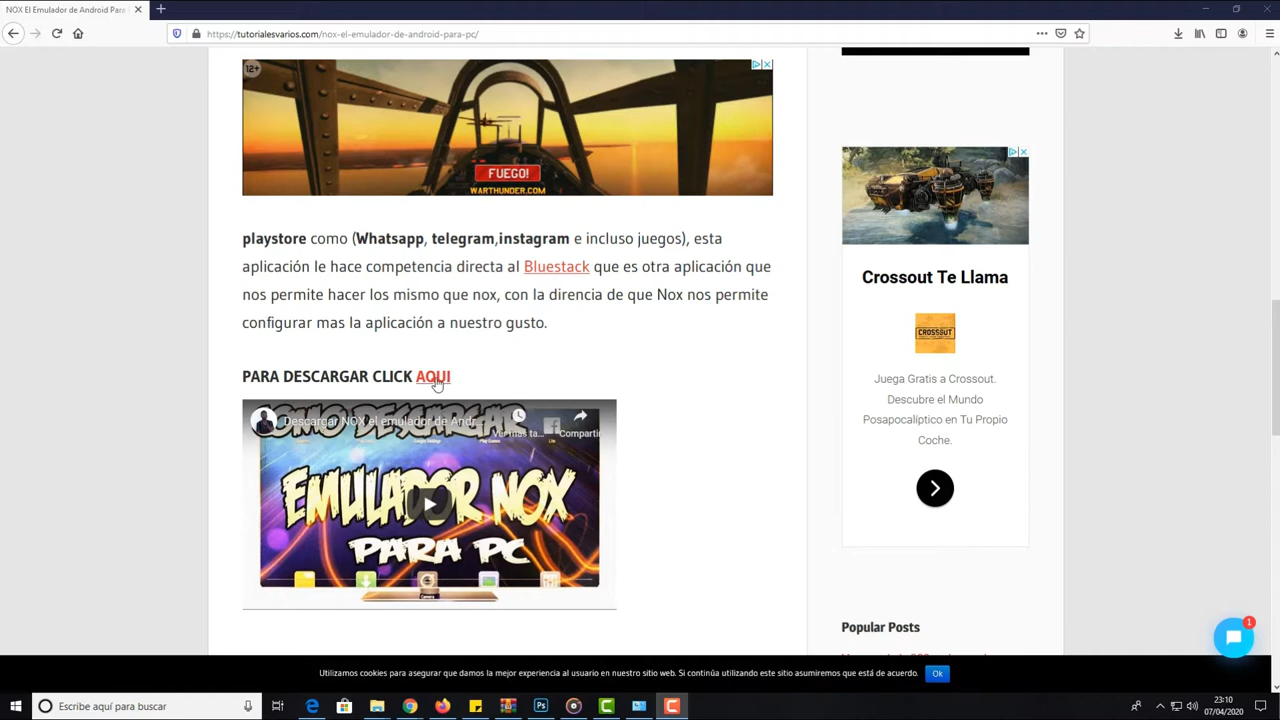 NOX El Emulador de Android Para
https://tutorialesvarios.com/nox-el-emulador-de-android-para-pc/
12+
FUEGO!
WARTHUNDER.COM
playstore como (Whatsapp, telegram,instagram e incluso juegos), esta
aplicación le hace competencia directa al Bluestack que es otra aplicación que
nos permite hacer los mismo que nox, con la direncia de que Nox nos permite
configurar mas la aplicación a nuestro gusto.
PARA DESCARGAR CLICK AQUI
Descargar NOX el emulador de Andr...
Ver más ta...
Compartir
EMULADOR NOX
PARA PC
Camera
Crossout Te Llama
CROSSOUT
Juega Gratis a Crossout.
Descubre el Mundo
Posapocalíptico en Tu Propio
Coche.
Popular Posts
1
Utilizamos cookies para asegurar que damos la mejor experiencia al usuario en nuestro sitio web. Si continúa utilizando este sitio asumiremos que está de acuerdo.
Ok
Escribe aquí para buscar
23:10
07/04/2020